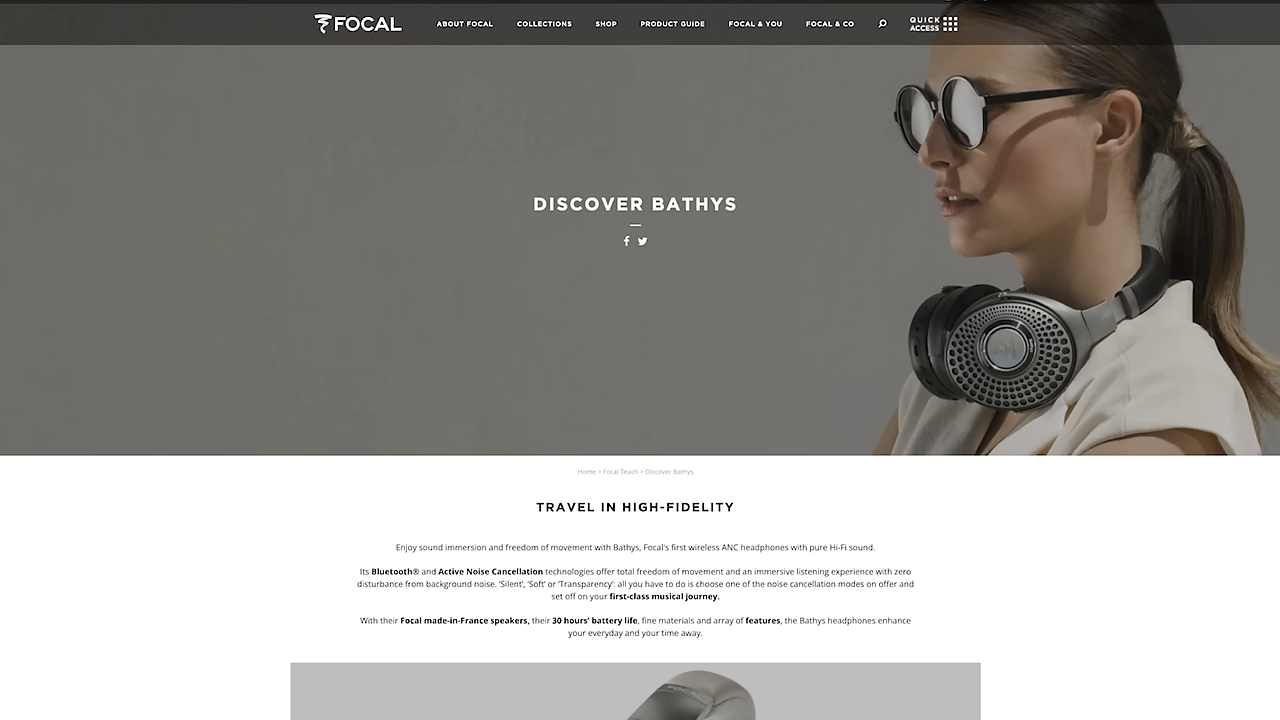 FOCAL
ABOUT FOCAL
COLLECTIONS
SHOP
PRODUCT GUIDE
FOCAL & YOU
FOCAL & CO
QUICK
ACCESS
DISCOVER BATHYS
Home > Focal Teach > Discover Bathys
TRAVEL IN HIGH-FIDELITY
Enjoy sound immersion and freedom of movement with Bathys, Focal's first wireless ANC headphones with pure Hi-Fi sound.
Its Bluetooth® and Active Noise Cancellation technologies offer total freedom of movement and an immersive listening experience with zero
disturbance from background noise. 'Silent', 'Soft' or 'Transparency': all you have to do is choose one of the noise cancellation modes on offer and
set off on your first-class musical journey.
With their Focal made-in-France speakers, their 30 hours' battery life, fine materials and array of features, the Bathys headphones enhance
your everyday and your time away.
FOCAL